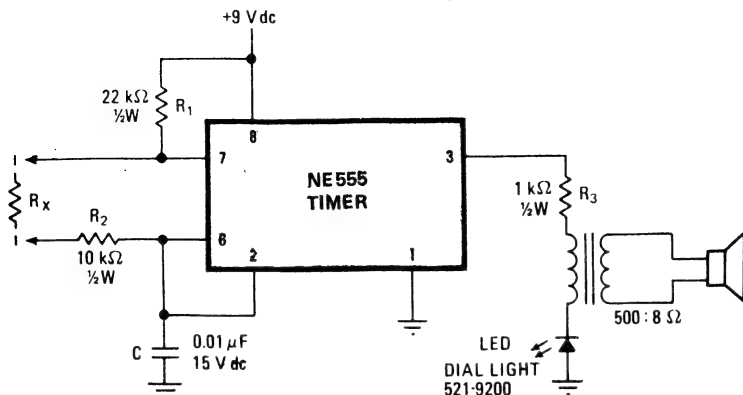 +9 V dc
22 kΩ
½W
R1
8
7
3
NE555
TIMER
RX
R2
10 kΩ
½W
6
2
1
1 kΩ
½W
R3
C
0.01 µF
15 V dc
500 : 8 Ω
LED
DIAL LIGHT
521-9200